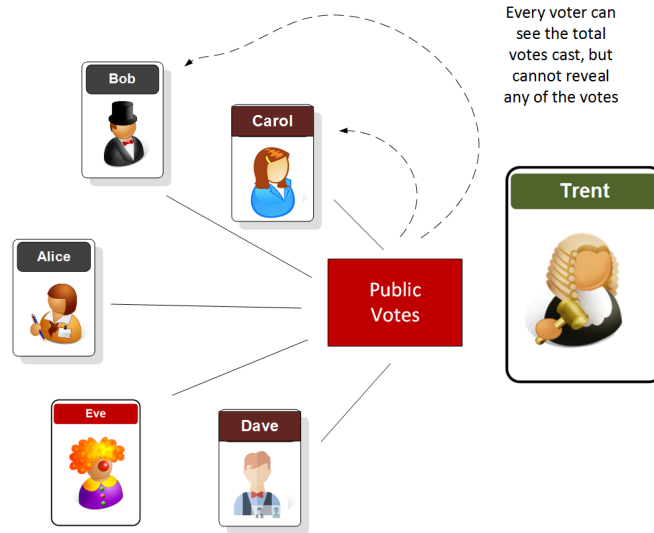 Every voter can
see the total
votes cast, but
cannot reveal
any of the votes
Bob
Carol
Trent
Alice
Public
Votes
Eve
Dave